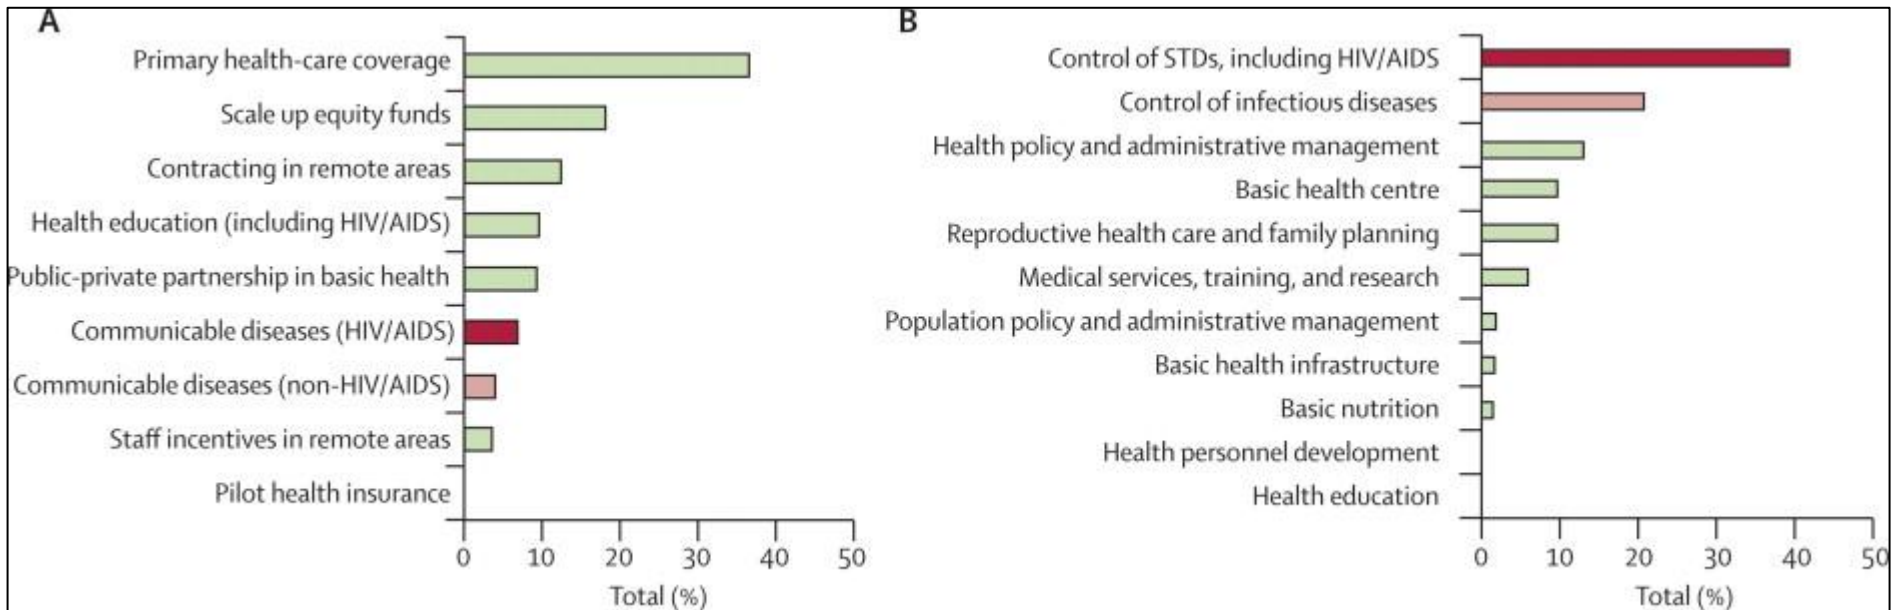 A
Primary health-care coverage
Scale up equity funds
Contracting in remote areas
Health education (including HIV/AIDS)
Public-private partnership in basic health
Communicable diseases (HIV/AIDS)
Communicable diseases (non-HIV/AIDS)
Staff incentives in remote areas
Pilot health insurance
0 10 20 30 40 50
Total (%)
B
Control of STDs, including HIV/AIDS
Control of infectious diseases
Health policy and administrative management
Basic health centre
Reproductive health care and family planning
Medical services, training, and research
Population policy and administrative management
Basic health infrastructure
Basic nutrition
Health personnel development
Health education
0 10 20 30 40 50
Total (%)